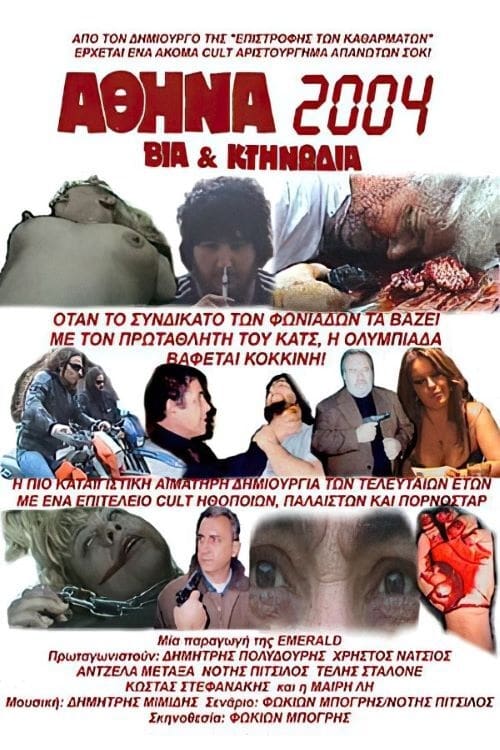 ΑΠΟ ΤΟΝ ΔΗΜΙΟΥΡΓΟ ΤΗΣ "ΕΠΙΣΤΡΟΦΗΣ ΤΩΝ ΚΑΘΑΡΜΑΤΩΝ"
ΕΡΧΕΤΑΙ ΕΝΑ ΑΚΟΜΑ CULT ΑΡΙΣΤΟΥΡΓΗΜΑ ΑΠΑΝΩΤΩΝ ΣΟΚ!
ΑΘΗΝΑ 2004
ΒΙΑ & ΚΤΗΝΩΔΙΑ
ΟΤΑΝ ΤΟ ΣΥΝΔΙΚΑΤΟ ΤΩΝ ΦΩΝΙΑΔΩΝ ΤΑ ΒΑΖΕΙ
ΜΕ ΤΟΝ ΠΡΩΤΑΘΛΗΤΗ ΤΟΥ ΚΑΤΣ, Η ΟΛΥΜΠΙΑΔΑ
ΒΑΦΕΤΑΙ ΚΟΚΚΙΝΗ!
Η ΠΙΟ ΚΑΤΑΙΓΙΣΤΙΚΗ ΑΙΜΑΤΗΡΗ ΔΗΜΙΟΥΡΓΙΑ ΤΩΝ ΤΕΛΕΥΤΑΙΩΝ ΕΤΩΝ
ΜΕ ΕΝΑ ΕΠΙΤΕΛΕΙΟ CULT ΗΘΟΠΟΙΩΝ, ΠΑΛΑΙΣΤΩΝ ΚΑΙ ΠΟΡΝΟΣΤΑΡ
Μία παραγωγή της EMERALD
Πρωταγωνιστούν: ΔΗΜΗΤΡΗΣ ΠΟΛΥΔΟΥΡΗΣ ΧΡΗΣΤΟΣ ΝΑΤΣΙΟΣ
ΑΝΤΖΕΛΑ ΜΕΤΑΞΑ ΝΟΤΗΣ ΠΙΤΣΙΛΟΣ ΤΕΛΗΣ ΣΤΑΛΟΝΕ
ΚΩΣΤΑΣ ΣΤΕΦΑΝΑΚΗΣ και η ΜΑΙΡΗ ΛΗ
Μουσική: ΔΗΜΗΤΡΗΣ ΜΙΜΙΔΗΣ Σενάριο: ΦΩΚΙΩΝ ΜΠΟΓΡΗΣ/ΝΟΤΗΣ ΠΙΤΣΙΛΟΣ
Σκηνοθεσία: ΦΩΚΙΩΝ ΜΠΟΓΡΗΣ